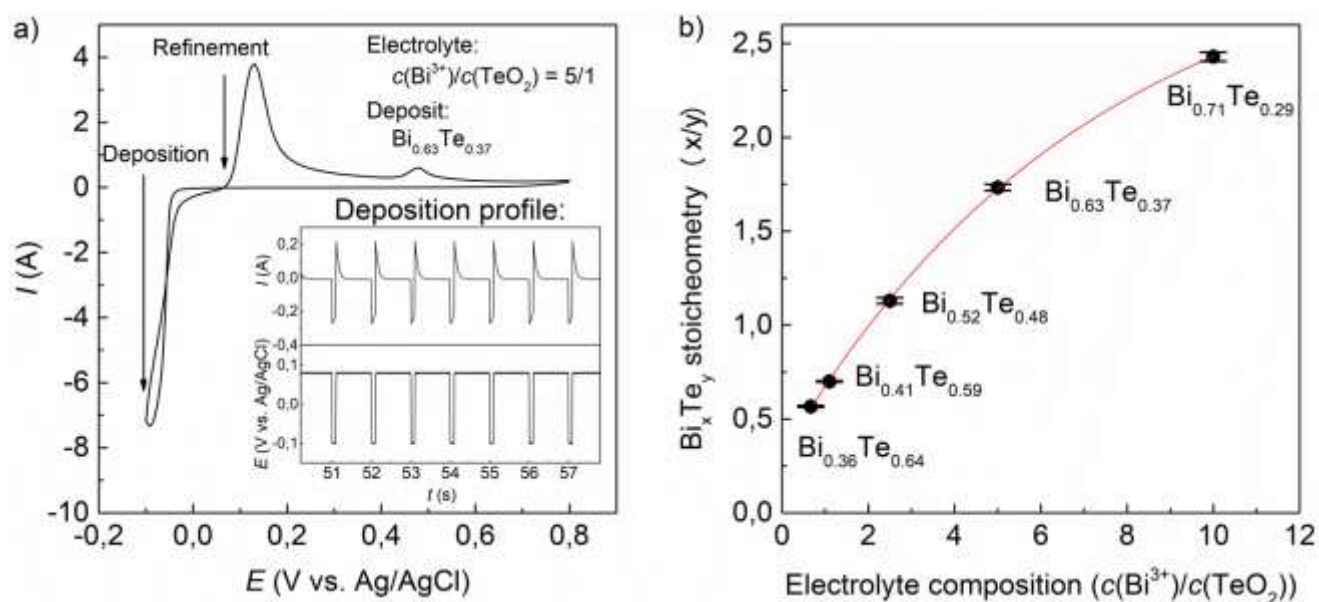 a)
Refinement
Deposition
Electrolyte:
c(Bi³⁺)/c(TeO₂) = 5/1
Deposit:
Bi₀.₆₃Te₀.₃₇
Deposition profile:
0,2
0,0
-0,2
-0,4
I (A)
0,1
0,0
-0,1
E (V vs. Ag/AgCl)
51 52 53 54 55 56 57
t (s)
4
2
0
-2
-4
-6
-8
-10
I (A)
-0,2 0,0 0,2 0,4 0,6 0,8
E (V vs. Ag/AgCl)
b)
2,5
2,0
1,5
1,0
0,5
0,0
BiₓTeᵧ stoicheometry (x/y)
Bi₀.₇₁Te₀.₂₉
Bi₀.₆₃Te₀.₃₇
Bi₀.₅₂Te₀.₄₈
Bi₀.₄₁Te₀.₅₉
Bi₀.₃₆Te₀.₆₄
0 2 4 6 8 10 12
Electrolyte composition (c(Bi³⁺)/c(TeO₂))